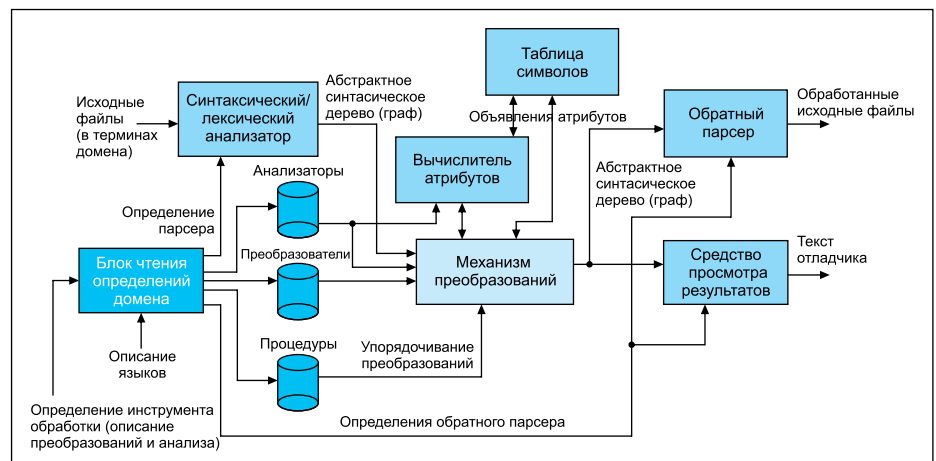 Таблица
символов
Абстрактное
синтасическое
дерево (граф)
Исходные
файлы
(в терминах
домена)
Синтаксический/
лексический
анализатор
Объявления атрибутов
Обратный
парсер
Обработанные
исходные файлы
Вычислитель
атрибутов
Анализаторы
Абстрактное
синтасическое
дерево (граф)
Определение
парсера
Блок чтения
определений
домена
Преобразователи
Механизм
преобразований
Средство
просмотра
результатов
Текст
отладчика
Описание
языков
Процедуры
Упорядочивание
преобразований
Определение инструмента
обработки (описание
преобразований и анализа)
Определения обратного парсера